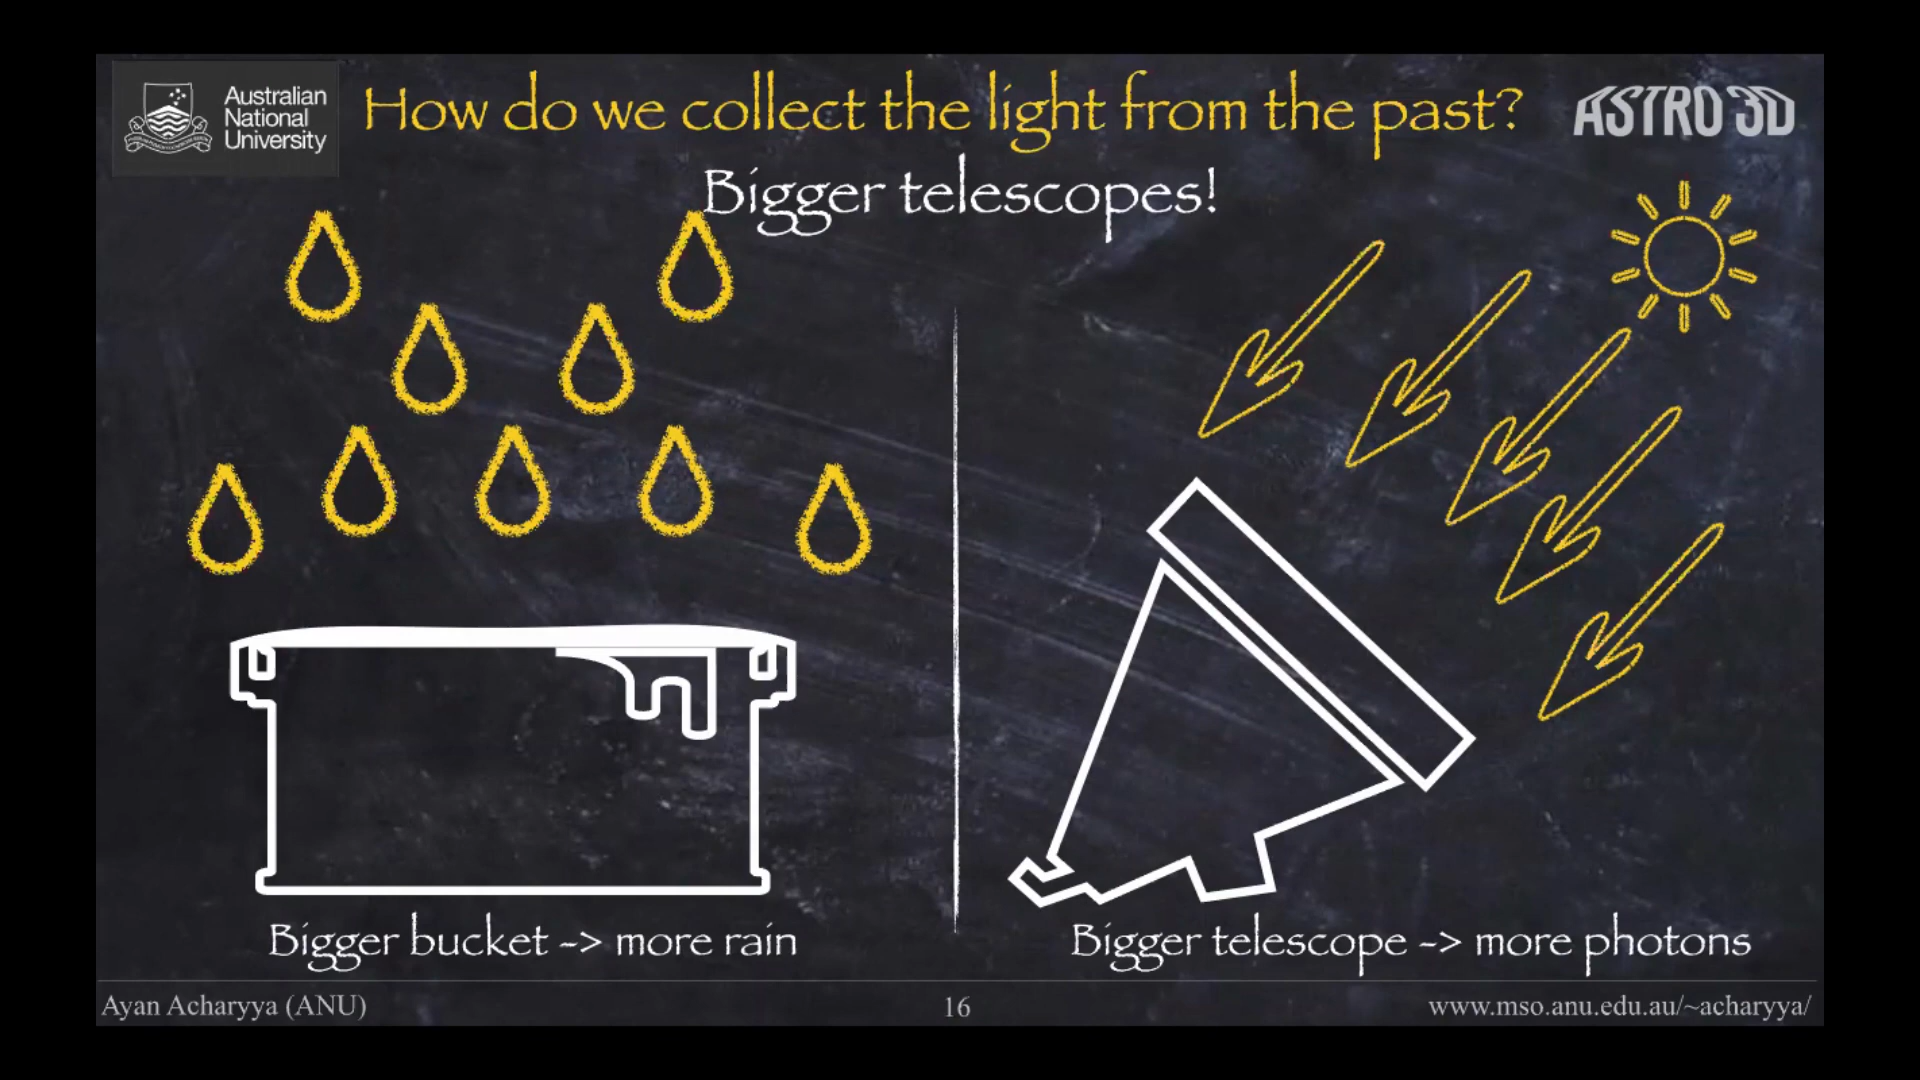 Australian
National
University
How do we collect the light from the past?
ASTRO 3D
Bigger telescopes!
Bigger bucket -> more rain
Bigger telescope -> more photons
Ayan Acharyya (ANU)
16
www.mso.anu.edu.au/~acharyya/